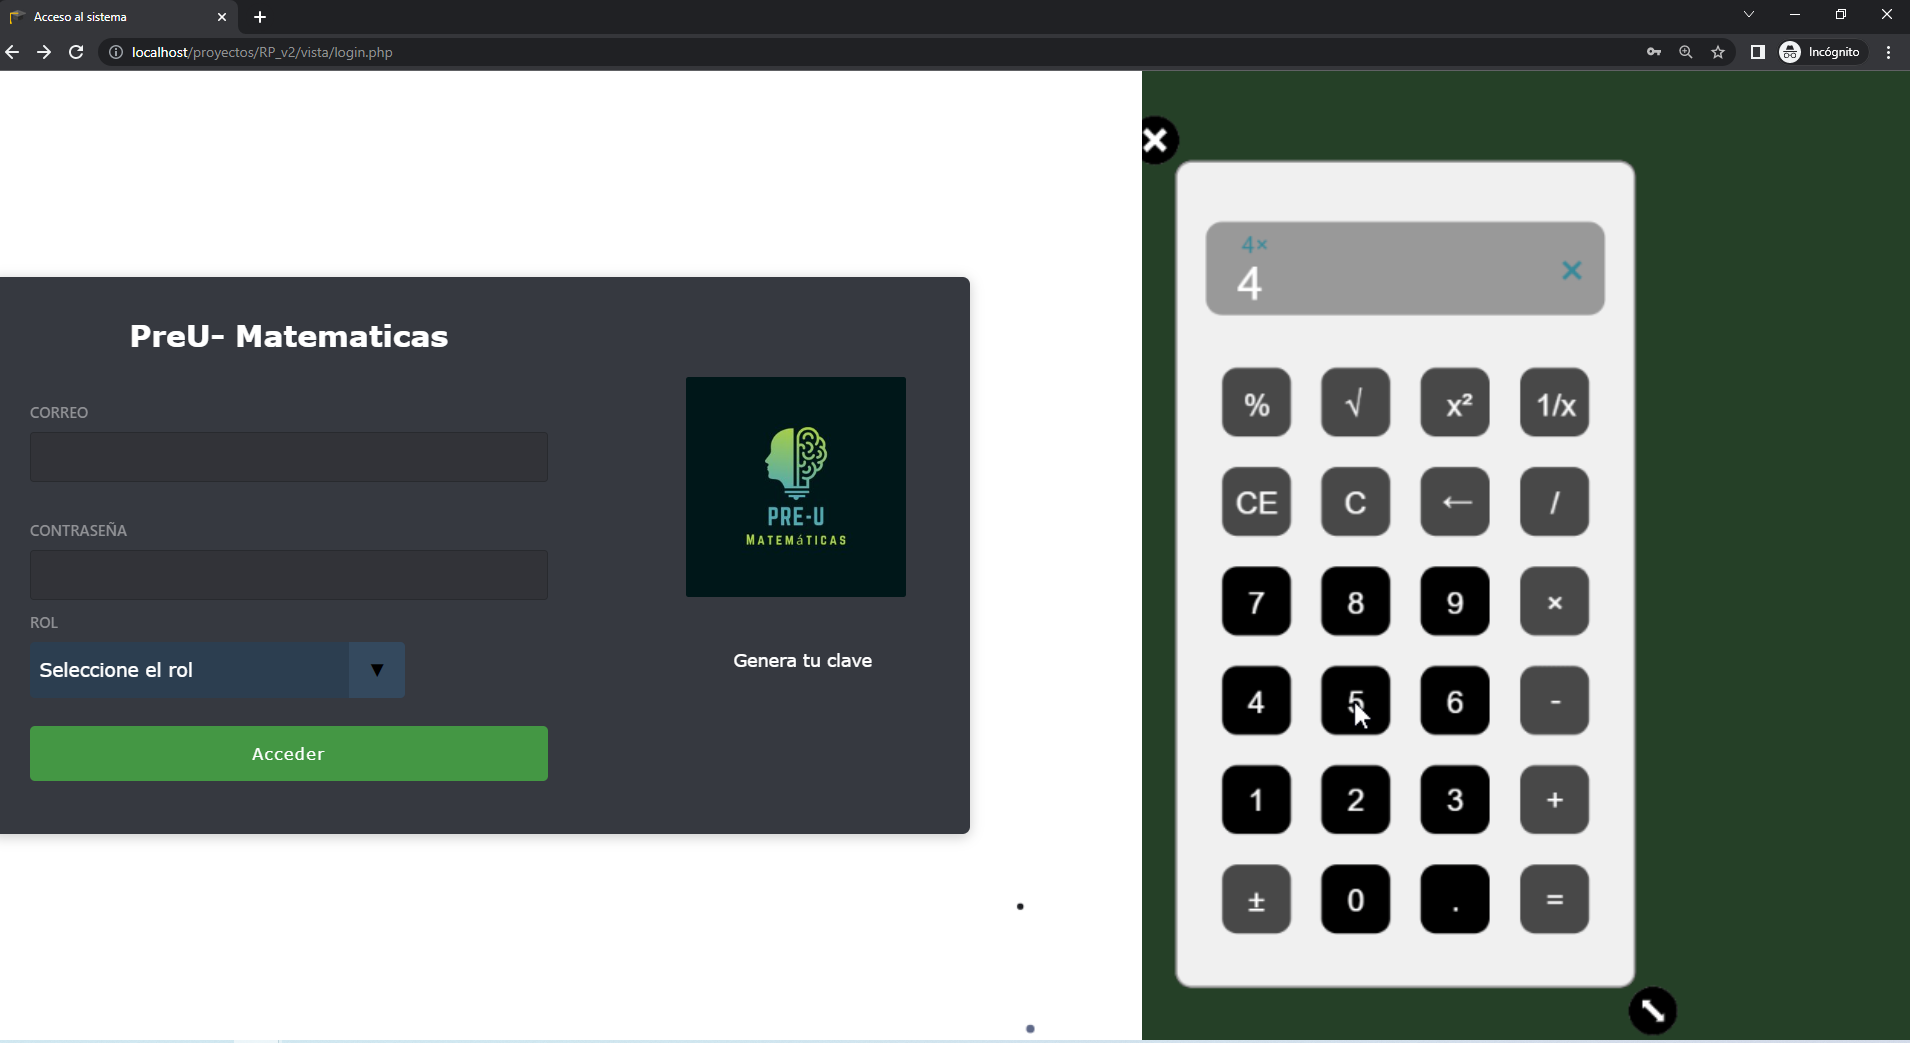 Acceso al sistema
localhost/proyectos/RP_v2/vista/login.php
Incógnito
PreU- Matematicas
CORREO
CONTRASEÑA
ROL
Seleccione el rol
Acceder
PRE-U
MATEMáTICAS
Genera tu clave
4×
4
×
% √ x² 1/x
CE C ← /
7 8 9 ×
4 5 6 -
1 2 3 +
± 0 . =